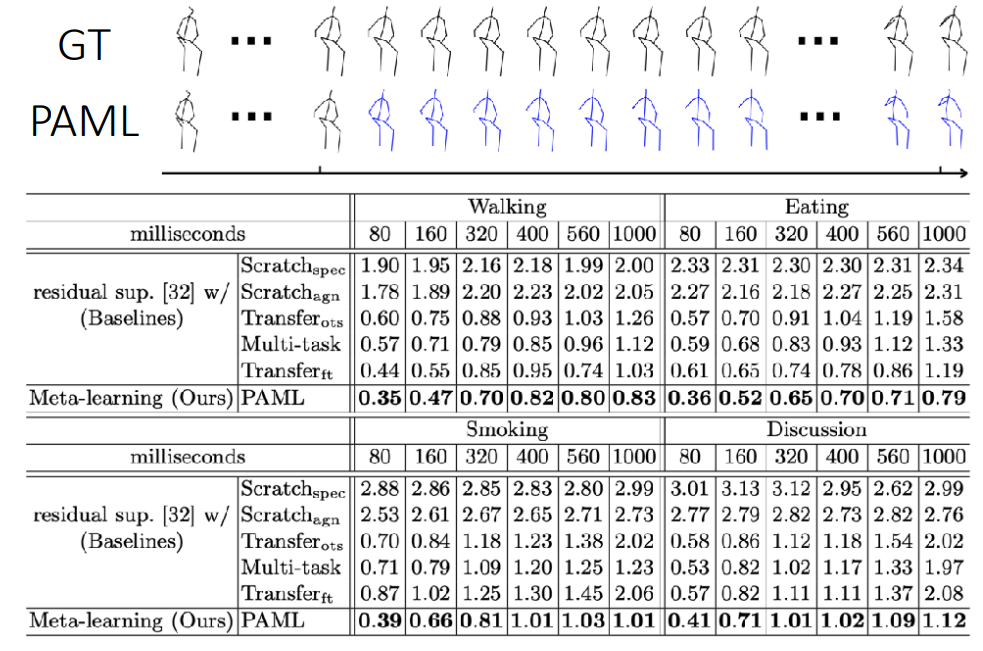 GT ... ...
PAML ... ...
Walking Eating
milliseconds 80 160 320 400 560 1000 80 160 320 400 560 1000
Scratch_spec 1.90 1.95 2.16 2.18 1.99 2.00 2.33 2.31 2.30 2.30 2.31 2.34
residual sup. [32] w/ Scratch_agn 1.78 1.89 2.20 2.23 2.02 2.05 2.27 2.16 2.18 2.27 2.25 2.31
(Baselines) Transfer_ots 0.60 0.75 0.88 0.93 1.03 1.26 0.57 0.70 0.91 1.04 1.19 1.58
Multi-task 0.57 0.71 0.79 0.85 0.96 1.12 0.59 0.68 0.83 0.93 1.12 1.33
Transfer_ft 0.44 0.55 0.85 0.95 0.74 1.03 0.61 0.65 0.74 0.78 0.86 1.19
Meta-learning (Ours) PAML 0.35 0.47 0.70 0.82 0.80 0.83 0.36 0.52 0.65 0.70 0.71 0.79
Smoking Discussion
milliseconds 80 160 320 400 560 1000 80 160 320 400 560 1000
Scratch_spec 2.88 2.86 2.85 2.83 2.80 2.99 3.01 3.13 3.12 2.95 2.62 2.99
residual sup. [32] w/ Scratch_agn 2.53 2.61 2.67 2.65 2.71 2.73 2.77 2.79 2.82 2.73 2.82 2.76
(Baselines) Transfer_ots 0.70 0.84 1.18 1.23 1.38 2.02 0.58 0.86 1.12 1.18 1.54 2.02
Multi-task 0.71 0.79 1.09 1.20 1.25 1.23 0.53 0.82 1.02 1.17 1.33 1.97
Transfer_ft 0.87 1.02 1.25 1.30 1.45 2.06 0.57 0.82 1.11 1.11 1.37 2.08
Meta-learning (Ours) PAML 0.39 0.66 0.81 1.01 1.03 1.01 0.41 0.71 1.01 1.02 1.09 1.12